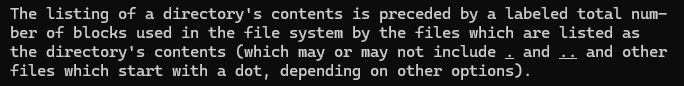 The listing of a directory's contents is preceded by a labeled total num‐
ber of blocks used in the file system by the files which are listed as
the directory's contents (which may or may not include . and .. and other
files which start with a dot, depending on other options).